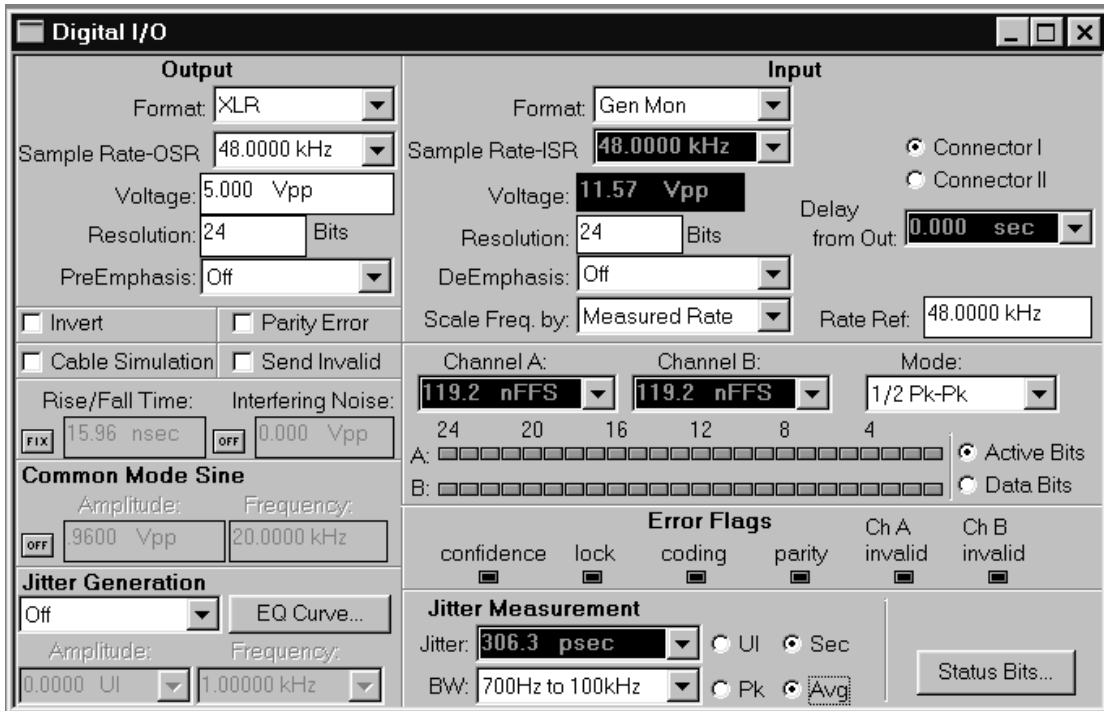 Digital I/O
Output
Format: XLR
Sample Rate-OSR 48.0000 kHz
Voltage: 5.000 Vpp
Resolution: 24 Bits
PreEmphasis: Off
Invert
Parity Error
Cable Simulation
Send Invalid
Rise/Fall Time: Interfering Noise:
FIX 15.96 nsec OFF 0.000 Vpp
Common Mode Sine
Amplitude: Frequency:
OFF .9600 Vpp 20.0000 kHz
Jitter Generation
Off EQ Curve...
Amplitude: Frequency:
0.0000 UI 1.00000 kHz
Input
Format: Gen Mon
Sample Rate-ISR 48.0000 kHz
Connector I
Connector II
Voltage: 11.57 Vpp
Delay
from Out: 0.000 sec
Resolution: 24 Bits
DeEmphasis: Off
Scale Freq. by: Measured Rate
Rate Ref: 48.0000 kHz
Channel A: Channel B: Mode:
119.2 nFFS 119.2 nFFS 1/2 Pk-Pk
24 20 16 12 8 4
A:
B:
Active Bits
Data Bits
Error Flags
confidence lock coding parity Ch A invalid Ch B invalid
Jitter Measurement
Jitter: 306.3 psec UI Sec
BW: 700Hz to 100kHz Pk Avg
Status Bits...